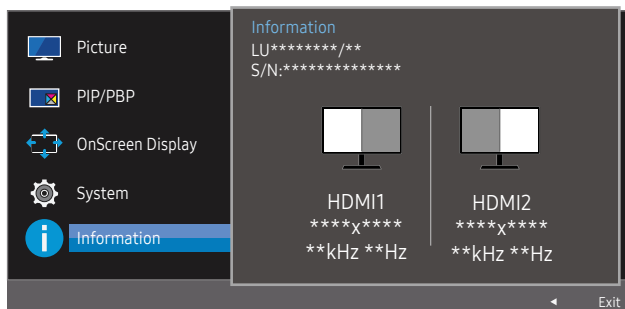 Picture
PIP/PBP
OnScreen Display
System
Information
Information
LU********/**
S/N:**************
HDMI1
****x****
**kHz **Hz
HDMI2
****x****
**kHz **Hz
Exit